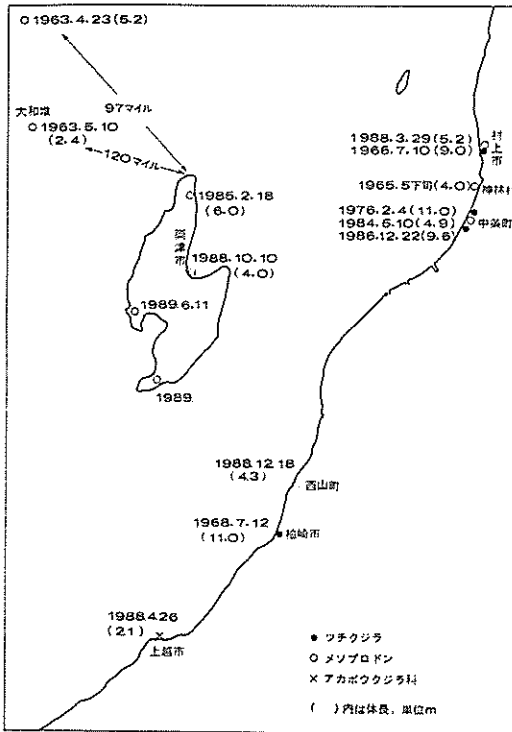 1963.4.23(5.2)
97マイル
大和堆
1963.5.10
(2.4)
120マイル
1988.3.29(5.2)
1966.7.10(9.0)
村上市
1965.5下旬(4.0)
神林村
1985.2.18
(6.0)
1976.2.4(11.0)
1984.5.10(4.9)
中条町
1986.12.22(9.6)
両津市
1988.10.10
(4.0)
1989.6.11
1989.
1988.12.18
(4.3)
西山町
1968.7.12
(11.0)
柏崎市
1988.4.26
(2.1)
上越市
● ツチクジラ
○ メソプロドン
× アカボウクジラ科
( )内は体長、単位m